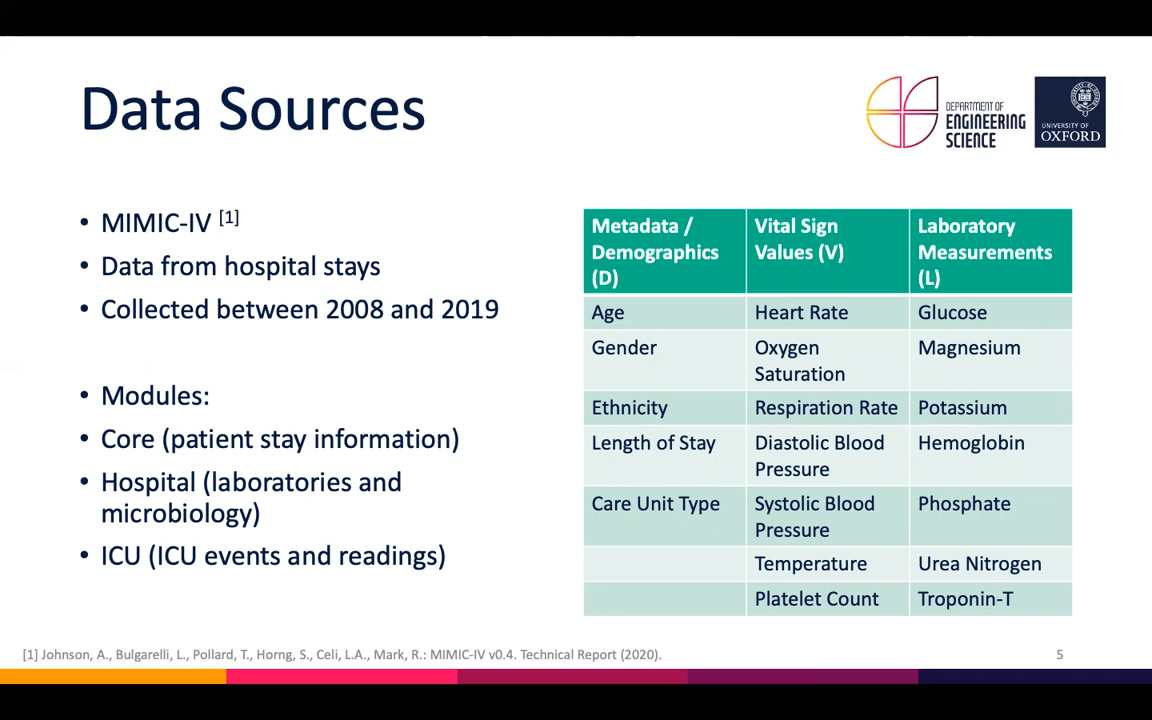 Data Sources
DEPARTMENT OF
ENGINEERING
SCIENCE
UNIVERSITY OF
OXFORD
• MIMIC-IV [1]
• Data from hospital stays
• Collected between 2008 and 2019
• Modules:
• Core (patient stay information)
• Hospital (laboratories and
microbiology)
• ICU (ICU events and readings)
Metadata /
Demographics
(D)
Vital Sign
Values (V)
Laboratory
Measurements
(L)
Age
Heart Rate
Glucose
Gender
Oxygen
Saturation
Magnesium
Ethnicity
Respiration Rate
Potassium
Length of Stay
Diastolic Blood
Pressure
Hemoglobin
Care Unit Type
Systolic Blood
Pressure
Phosphate
Temperature
Urea Nitrogen
Platelet Count
Troponin-T
[1] Johnson, A., Bulgarelli, L., Pollard, T., Horng, S., Celi, L.A., Mark, R.: MIMIC-IV v0.4. Technical Report (2020).
5